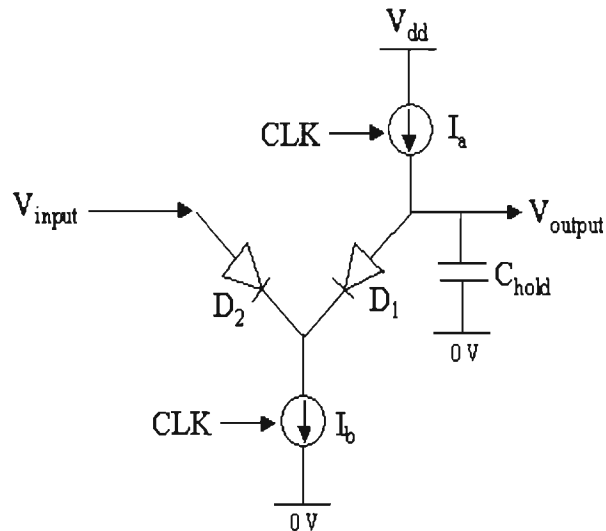 V_dd
CLK
I_a
V_input
V_output
D_2
D_1
C_hold
0 V
CLK
I_b
0 V